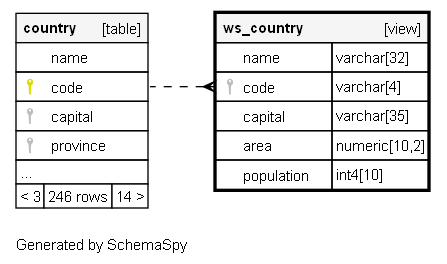 country [table]
name
code
capital
province
...
< 3 246 rows 14 >
ws_country [view]
name varchar[32]
code varchar[4]
capital varchar[35]
area numeric[10,2]
population int4[10]
Generated by SchemaSpy